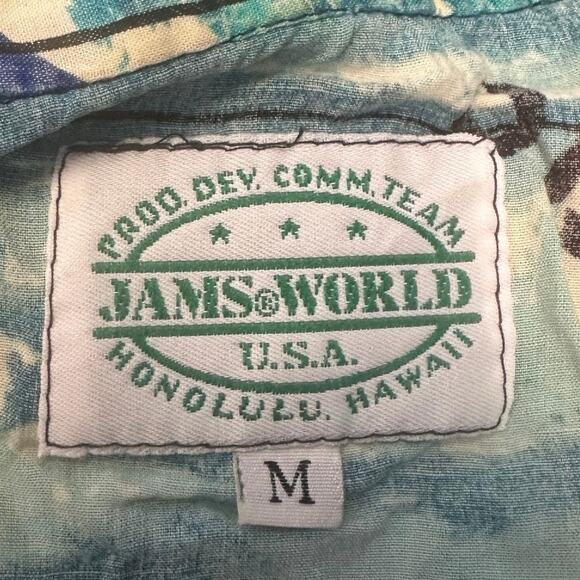 PROD. DEV. COMM. TEAM
JAMS®WORLD
U.S.A.
HONOLULU. HAWAII
M